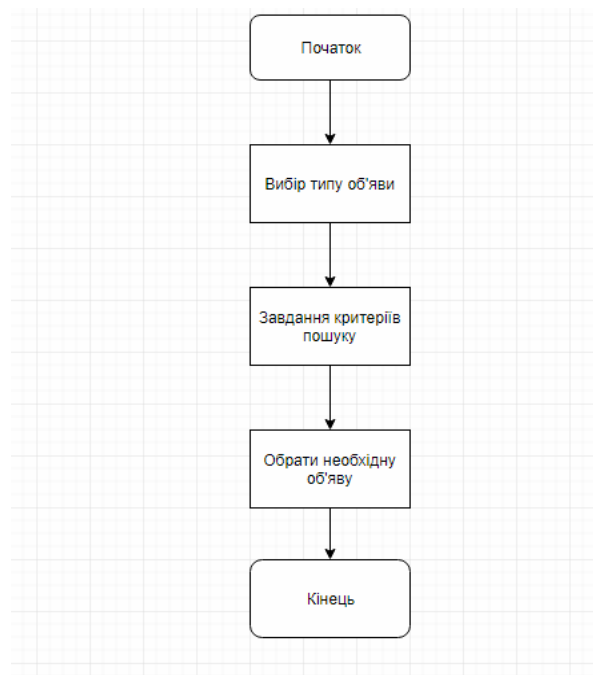 Початок
Вибір типу об'яви
Завдання критеріїв
пошуку
Обрати необхідну
об'яву
Кінець